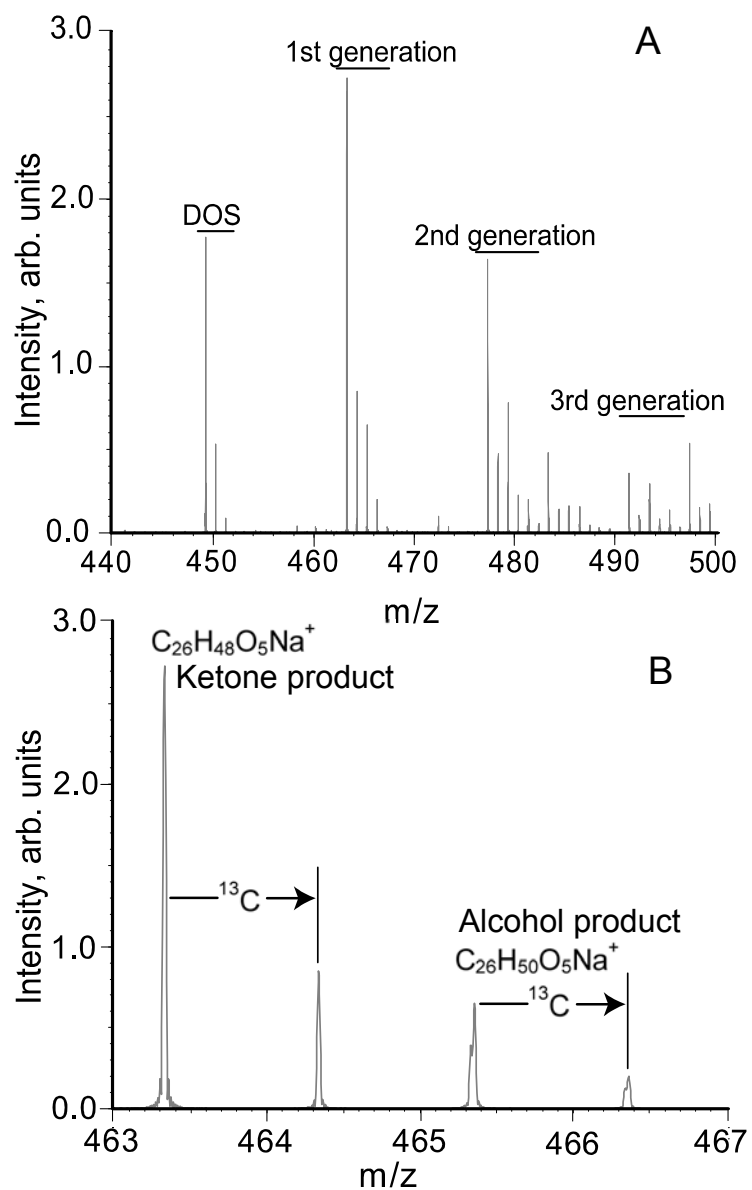 A
3.0
1st generation
2.0
DOS
2nd generation
1.0
3rd generation
0.0
440 450 460 470 480 490 500
m/z
Intensity, arb. units
B
3.0
C₂₆H₄₈O₅Na⁺
Ketone product
2.0
¹³C
1.0
Alcohol product
C₂₆H₅₀O₅Na⁺
¹³C
0.0
463 464 465 466 467
m/z
Intensity, arb. units